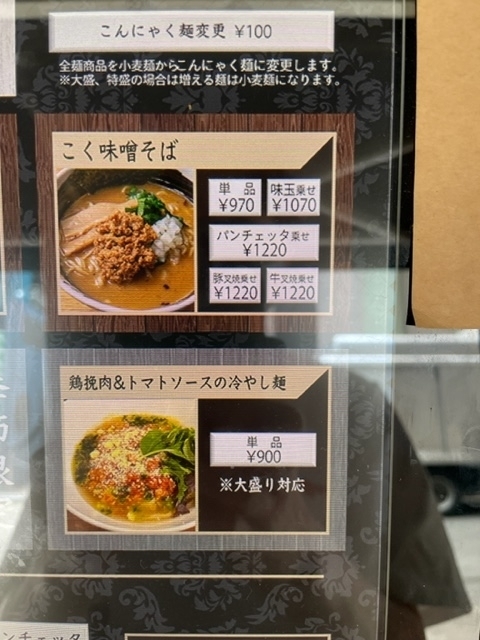 こんにゃく麺変更 ¥100
全麺商品を小麦麺からこんにゃく麺に変更します。
※大盛、特盛の場合は増える麺は小麦麺になります。
こく味噌そば
単品
¥970
味玉乗せ
¥1070
パンチェッタ乗せ
¥1220
豚叉焼乗せ
¥1220
牛叉焼乗せ
¥1220
鶏挽肉&トマトソースの冷やし麺
単品
¥900
※大盛り対応
ンチェッタ